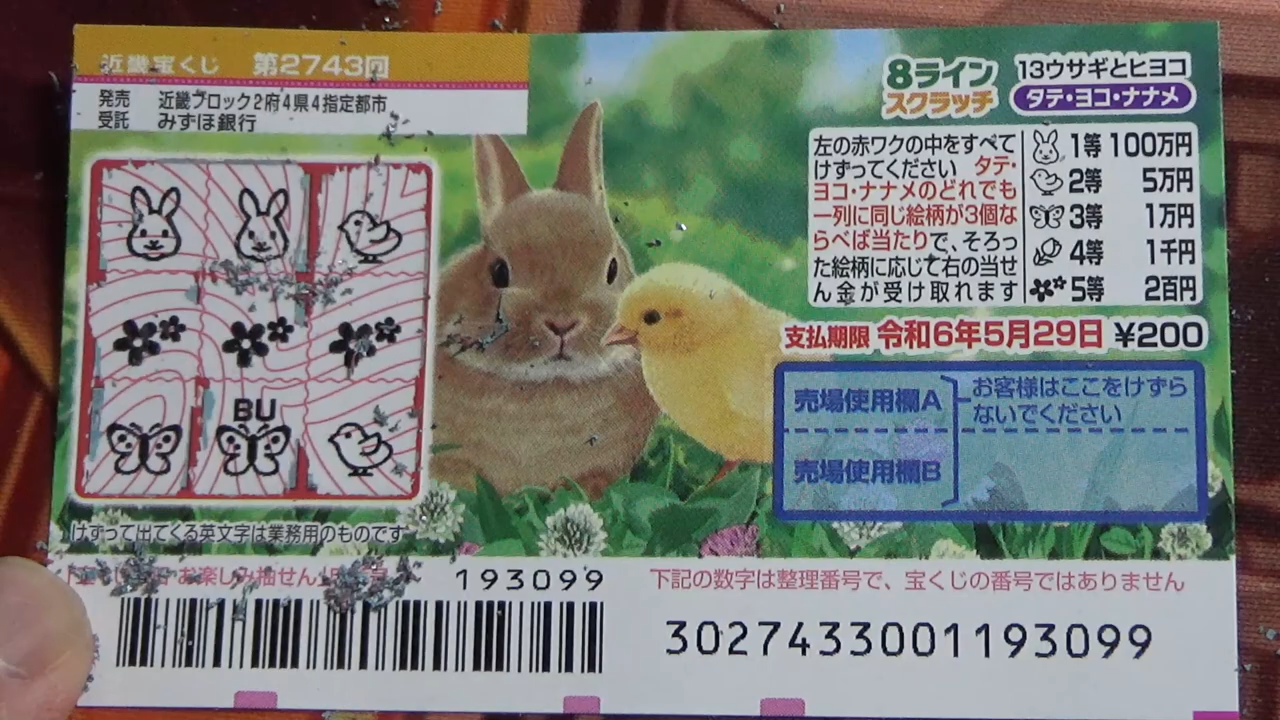 近畿宝くじ 第2743回
発売 近畿ブロック2府4県4指定都市
受託 みずほ銀行
8ライン
スクラッチ
13ウサギとヒヨコ
タテ・ヨコ・ナナメ
左の赤ワクの中をすべて
けずってください タテ・
ヨコ・ナナメのどれでも
一列に同じ絵柄が3個な
らべば当たりで、そろっ
た絵柄に応じて右の当せ
ん金が受け取れます
1等 100万円
2等 5万円
3等 1万円
4等 1千円
5等 2百円
支払期限 令和6年5月29日 ¥200
BU
売場使用欄A
売場使用欄B
お客様はここをけずら
ないでください
けずって出てくる英文字は業務用のものです
お楽しみ抽せん
193099
下記の数字は整理番号で、宝くじの番号ではありません
3027433001193099